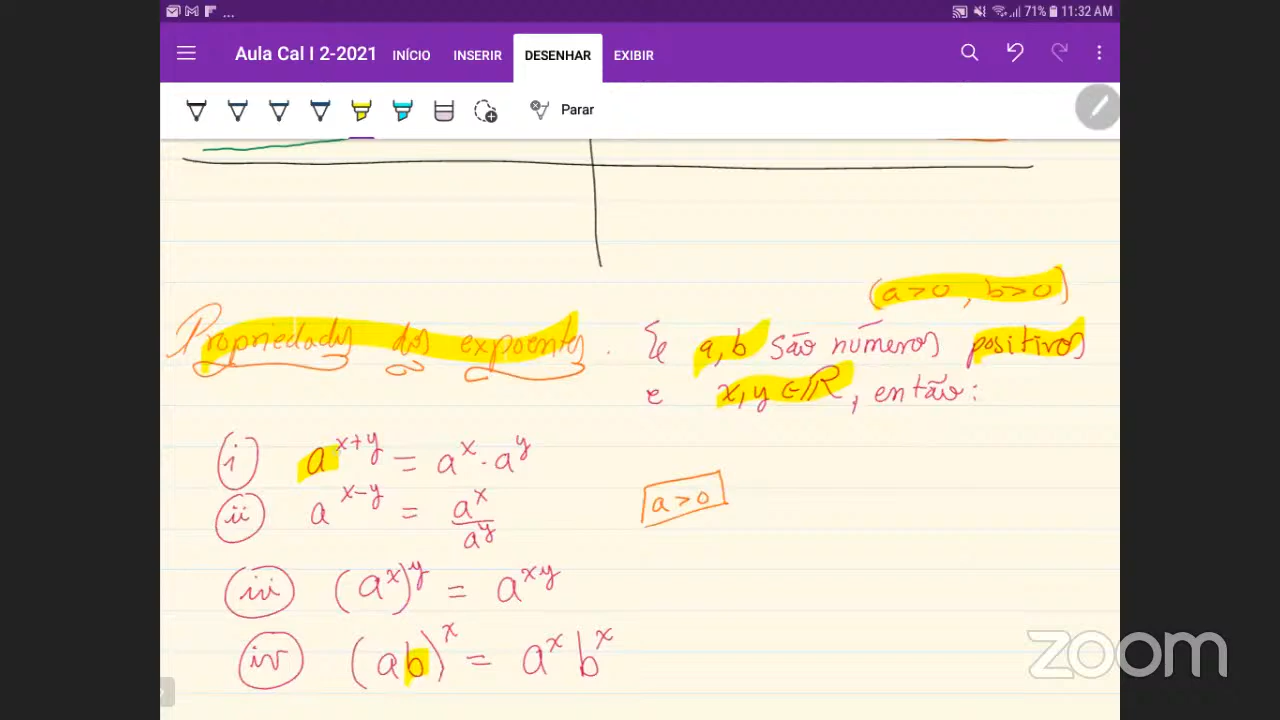 ... 71% 11:32 AM
Aula Cal I 2-2021 INÍCIO INSERIR DESENHAR EXIBIR
Parar
(a>0, b>0)
Propriedades dos expoentes. Se a, b são números positivos
e x, y ∈ ℝ, então:
(i) a^{x+y} = a^x · a^y
(ii) a^{x-y} = a^x / a^y
a>0
(iii) (a^x)^y = a^{xy}
(iv) (ab)^x = a^x b^x
zoom